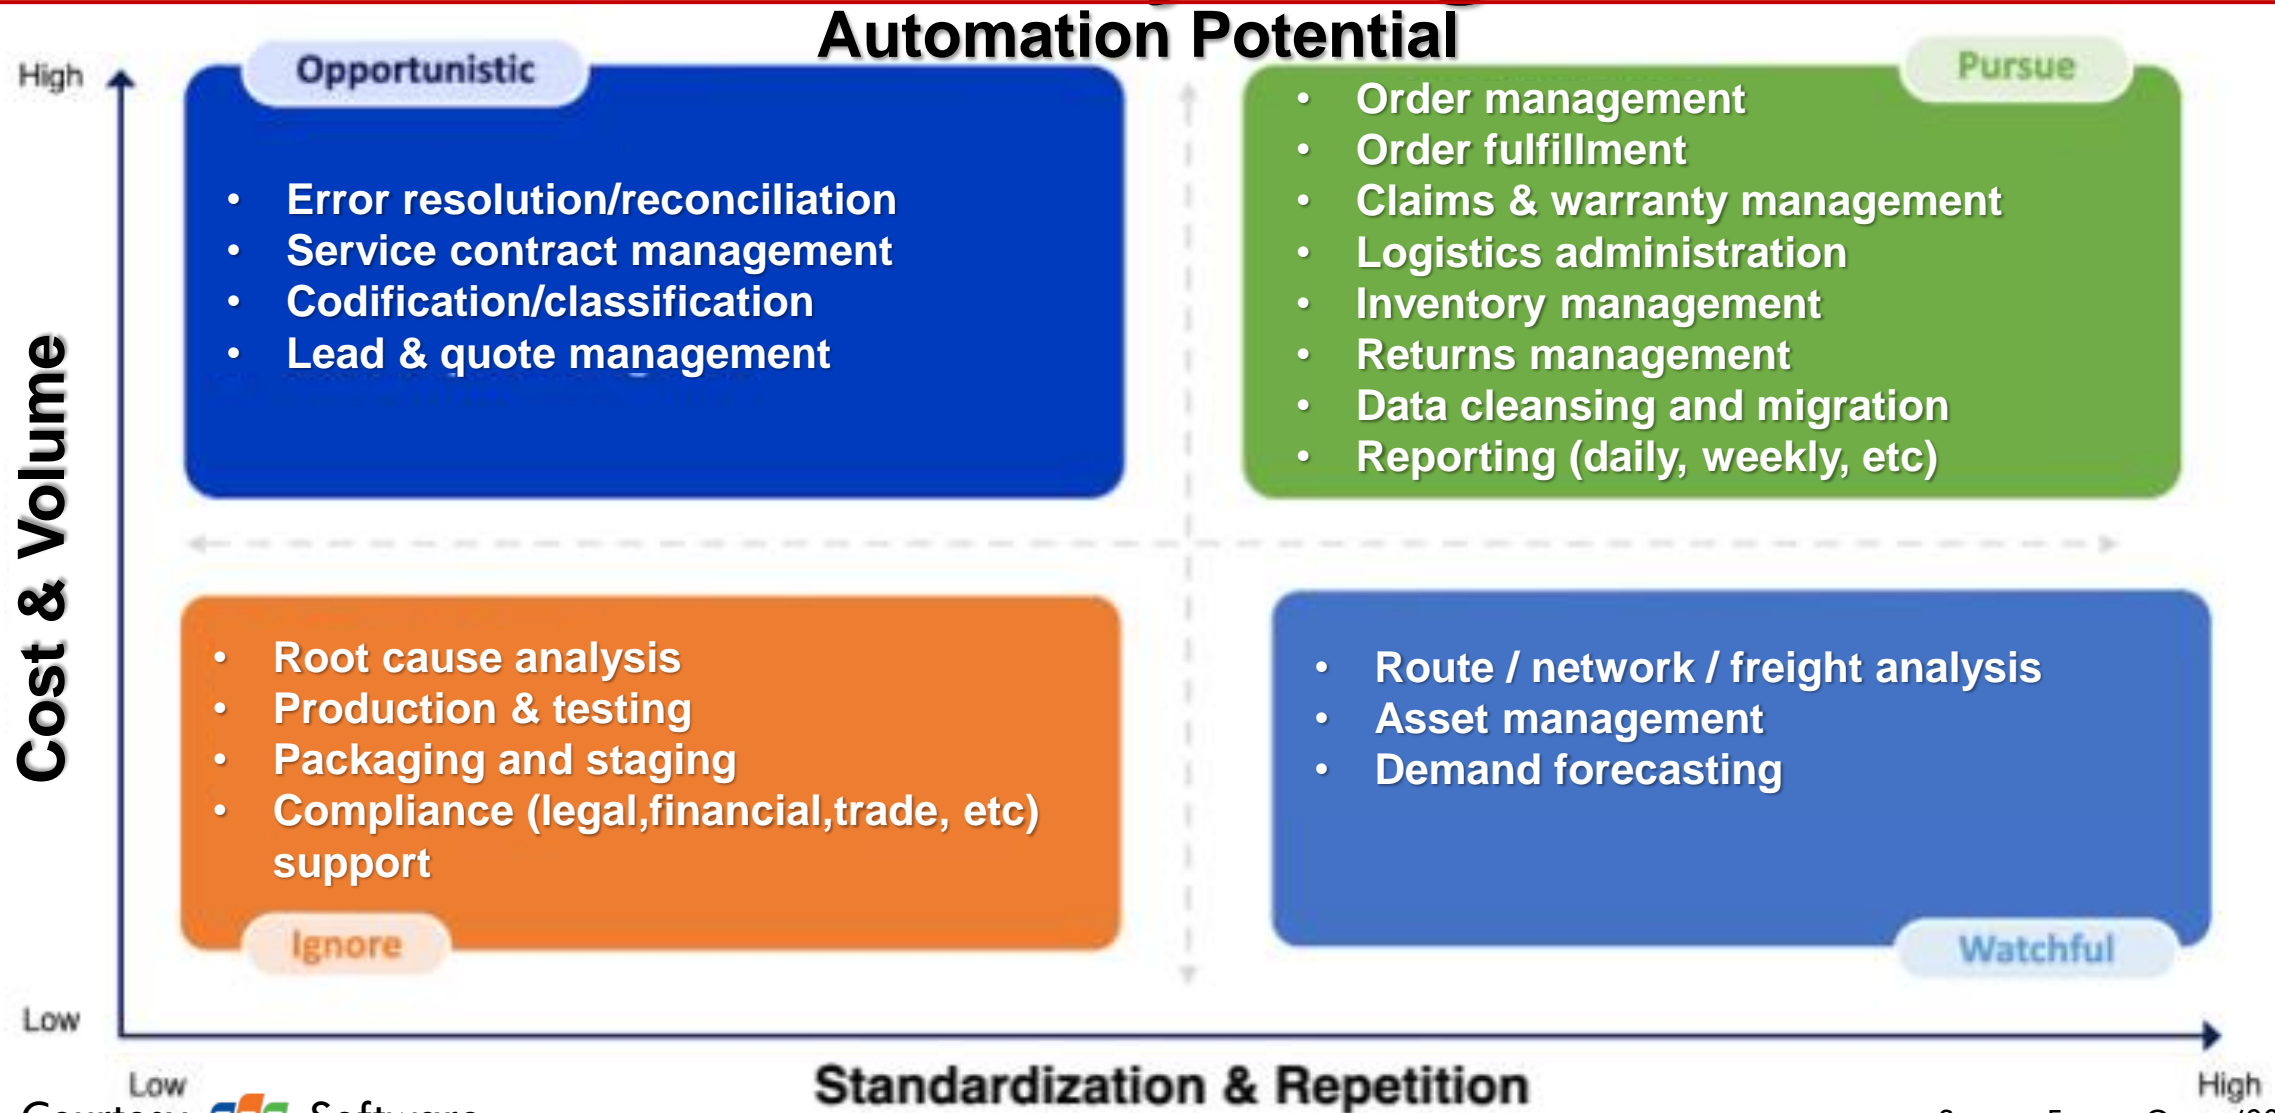 Automation Potential
High
Opportunistic
Pursue
• Error resolution/reconciliation
• Service contract management
• Codification/classification
• Lead & quote management
• Order management
• Order fulfillment
• Claims & warranty management
• Logistics administration
• Inventory management
• Returns management
• Data cleansing and migration
• Reporting (daily, weekly, etc)
Cost & Volume
• Root cause analysis
• Production & testing
• Packaging and staging
• Compliance (legal,financial,trade, etc)
support
Ignore
• Route / network / freight analysis
• Asset management
• Demand forecasting
Watchful
Low
Low
Standardization & Repetition
High
Courtesy Software